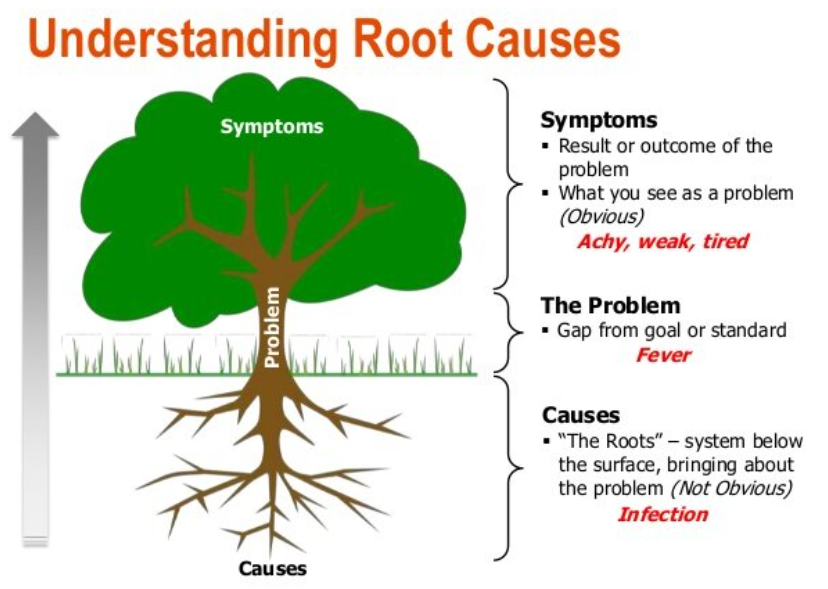 Understanding Root Causes
Symptoms
Problem
Causes
Symptoms
▪ Result or outcome of the
problem
▪ What you see as a problem
(Obvious)
Achy, weak, tired
The Problem
▪ Gap from goal or standard
Fever
Causes
▪ “The Roots” – system below
the surface, bringing about
the problem (Not Obvious)
Infection